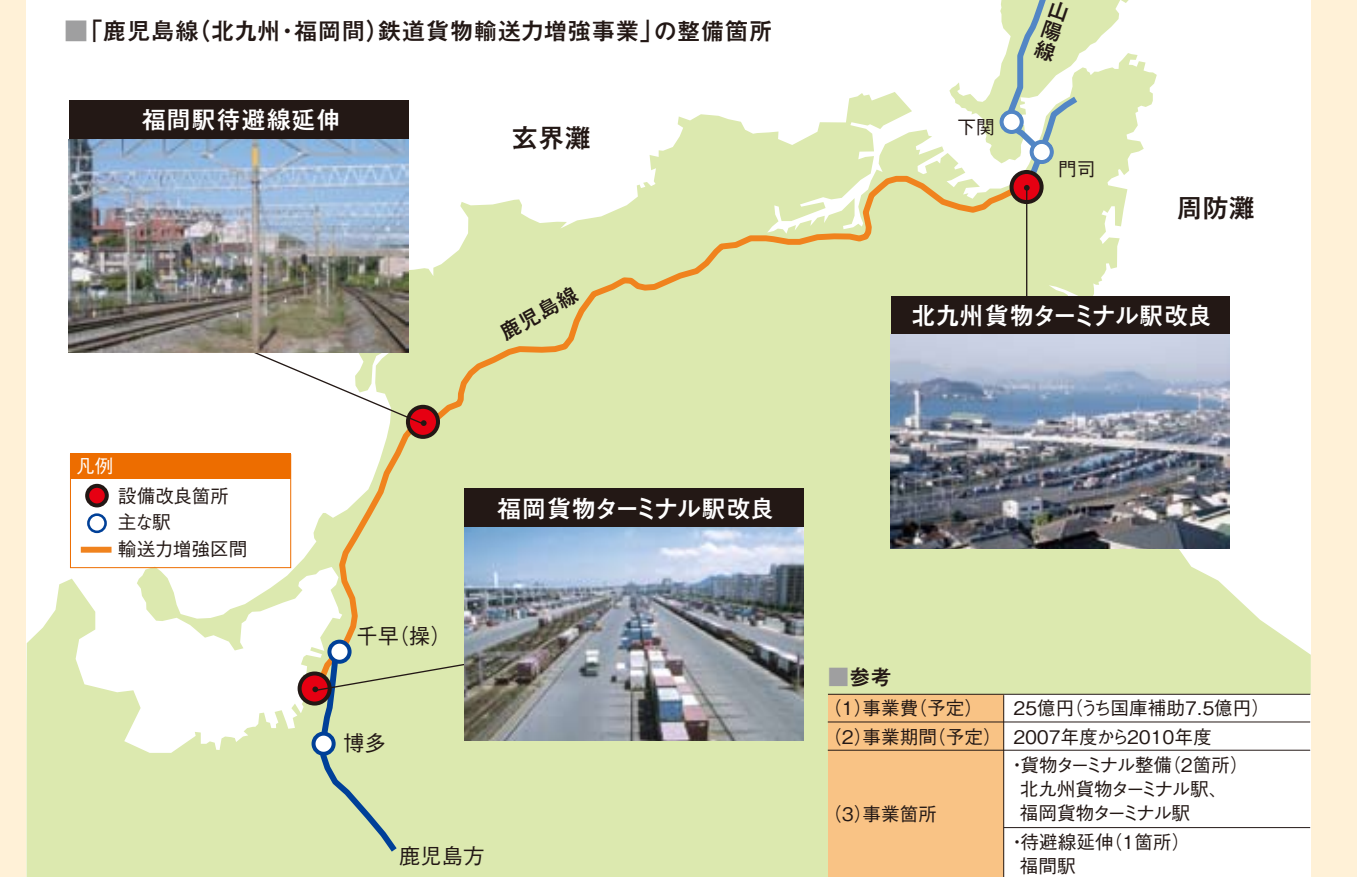 ■「鹿児島線(北九州・福岡間)鉄道貨物輸送力増強事業」の整備箇所
山陽線
福間駅待避線延伸
玄界灘
下関
門司
周防灘
鹿児島線
北九州貨物ターミナル駅改良
凡例
設備改良箇所
主な駅
輸送力増強区間
福岡貨物ターミナル駅改良
千早(操)
博多
鹿児島方
■参考
(1)事業費(予定) 25億円(うち国庫補助7.5億円)
(2)事業期間(予定) 2007年度から2010年度
(3)事業箇所
・貨物ターミナル整備(2箇所)
北九州貨物ターミナル駅、
福岡貨物ターミナル駅
・待避線延伸(1箇所)
福間駅